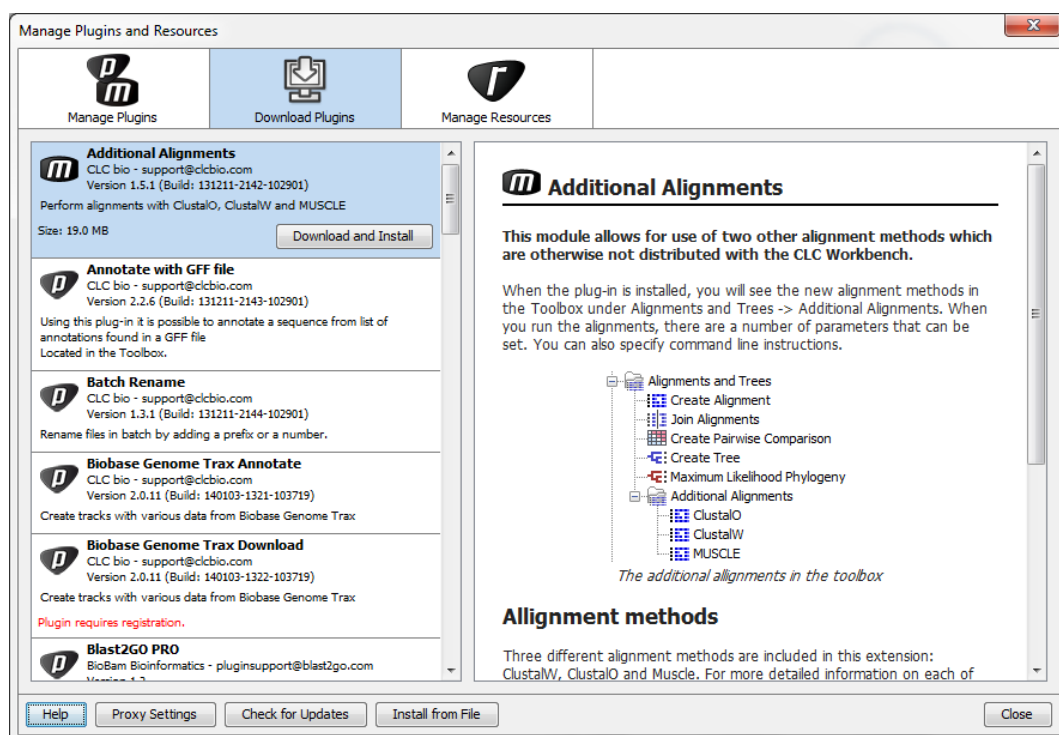 Manage Plugins and Resources
Manage Plugins
Download Plugins
Manage Resources
Additional Alignments
CLC bio - support@clcbio.com
Version 1.5.1 (Build: 131211-2142-102901)
Perform alignments with ClustalO, ClustalW and MUSCLE
Size: 19.0 MB
Download and Install
Annotate with GFF file
CLC bio - support@clcbio.com
Version 2.2.6 (Build: 131211-2143-102901)
Using this plug-in it is possible to annotate a sequence from list of
annotations found in a GFF file
Located in the Toolbox.
Batch Rename
CLC bio - support@clcbio.com
Version 1.3.1 (Build: 131211-2144-102901)
Rename files in batch by adding a prefix or a number.
Biobase Genome Trax Annotate
CLC bio - support@clcbio.com
Version 2.0.11 (Build: 140103-1321-103719)
Create tracks with various data from Biobase Genome Trax
Biobase Genome Trax Download
CLC bio - support@clcbio.com
Version 2.0.11 (Build: 140103-1322-103719)
Create tracks with various data from Biobase Genome Trax
Plugin requires registration.
Blast2GO PRO
BioBam Bioinformatics - pluginsupport@blast2go.com
Additional Alignments
This module allows for use of two other alignment methods which
are otherwise not distributed with the CLC Workbench.
When the plug-in is installed, you will see the new alignment methods in
the Toolbox under Alignments and Trees -> Additional Alignments. When
you run the alignments, there are a number of parameters that can be
set. You can also specify command line instructions.
Alignments and Trees
Create Alignment
Join Alignments
Create Pairwise Comparison
Create Tree
Maximum Likelihood Phylogeny
Additional Alignments
ClustalO
ClustalW
MUSCLE
The additional allignments in the toolbox
Allignment methods
Three different alignment methods are included in this extension:
ClustalW, ClustalO and Muscle. For more detailed information on each of
Help
Proxy Settings
Check for Updates
Install from File
Close